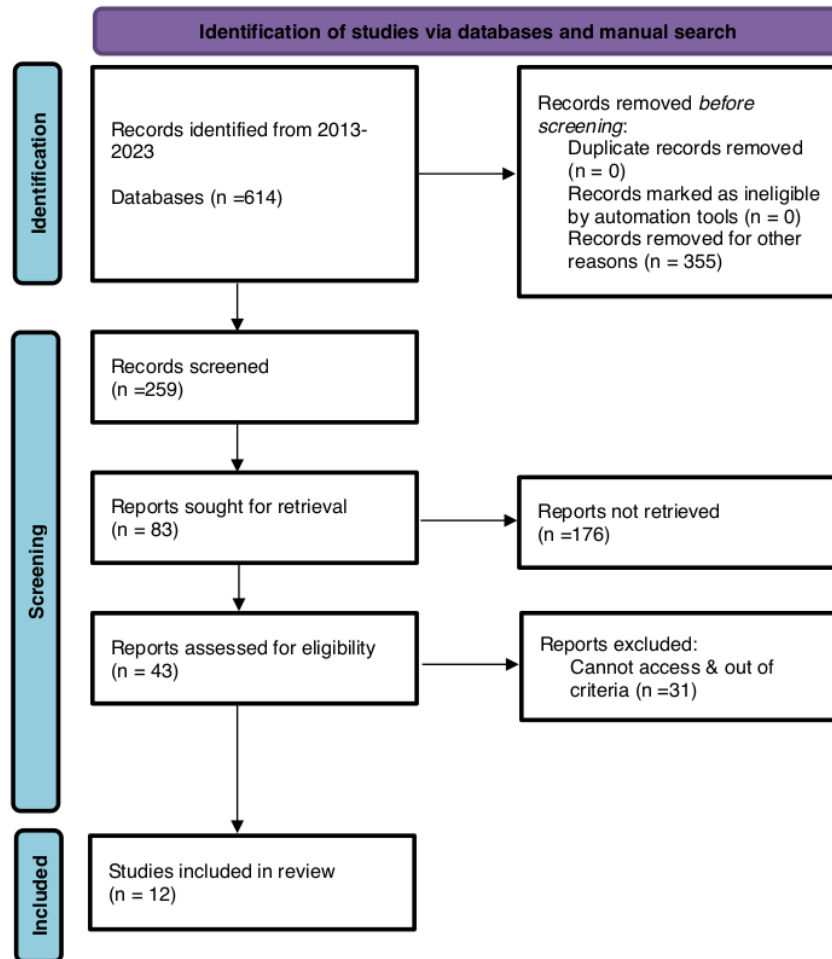 Identification of studies via databases and manual search
Identification
Records identified from 2013-
2023
Databases (n =614)
Records removed before
screening:
Duplicate records removed
(n = 0)
Records marked as ineligible
by automation tools (n = 0)
Records removed for other
reasons (n = 355)
Screening
Records screened
(n =259)
Reports sought for retrieval
(n = 83)
Reports not retrieved
(n =176)
Reports assessed for eligibility
(n = 43)
Reports excluded:
Cannot access & out of
criteria (n =31)
Included
Studies included in review
(n = 12)